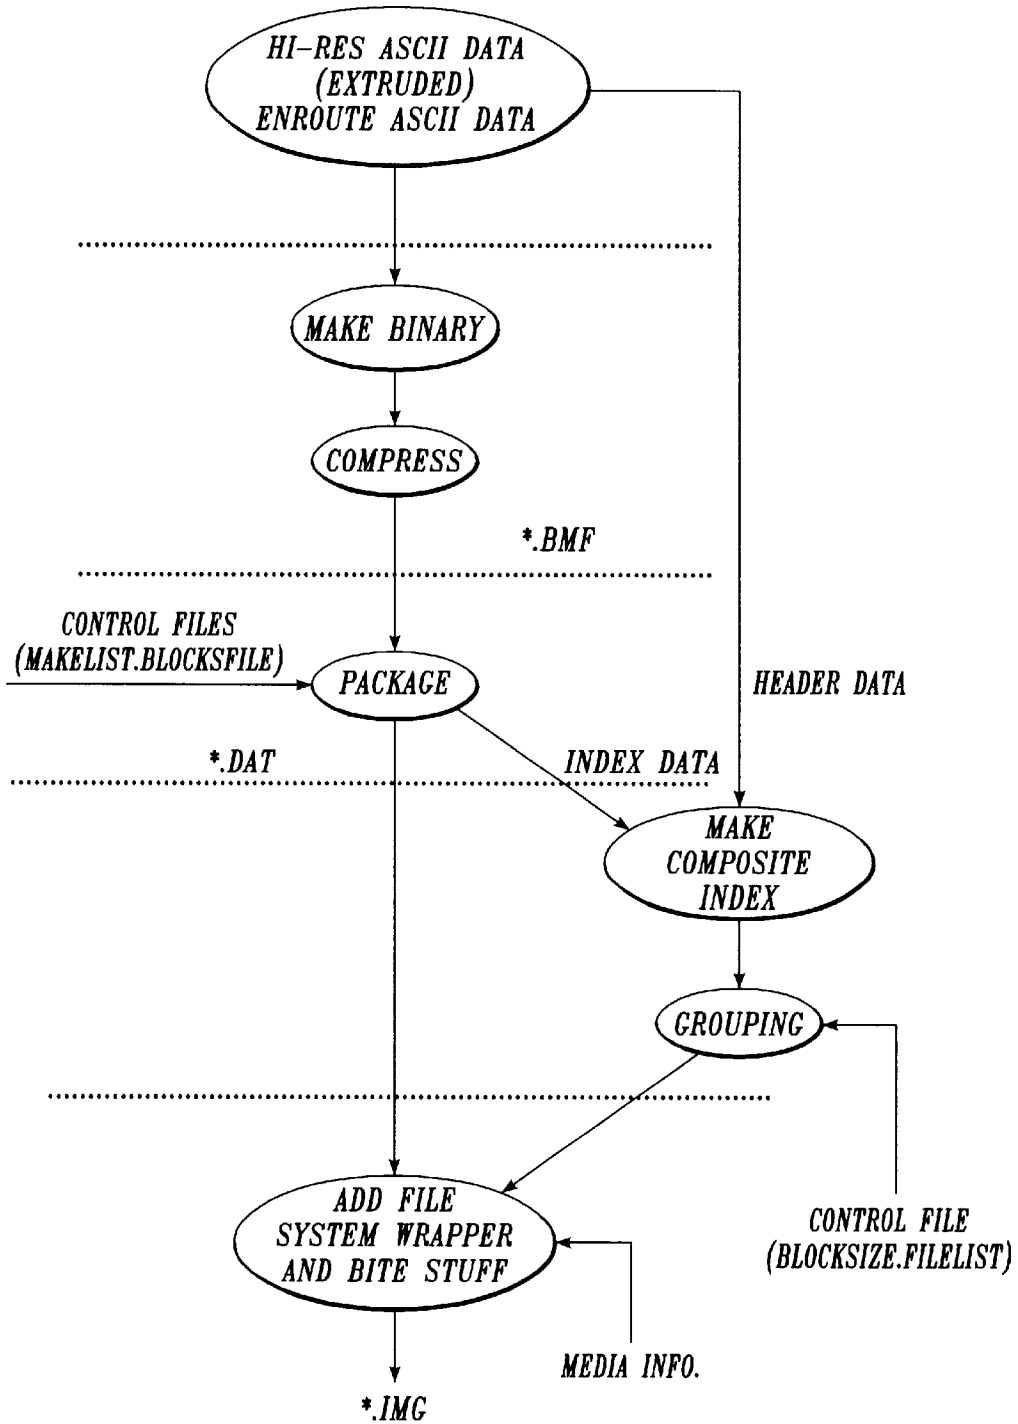 HI-RES ASCII DATA
(EXTRUDED)
ENROUTE ASCII DATA
MAKE BINARY
COMPRESS
*.BMF
CONTROL FILES
(MAKELIST.BLOCKSFILE)
PACKAGE
HEADER DATA
*.DAT
INDEX DATA
MAKE
COMPOSITE
INDEX
GROUPING
ADD FILE
SYSTEM WRAPPER
AND BITE STUFF
CONTROL FILE
(BLOCKSIZE.FILELIST)
MEDIA INFO.
*.IMG